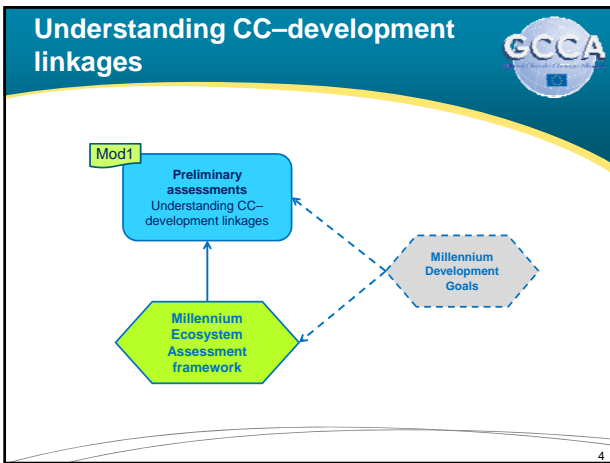 Understanding CC–development
linkages
GCCA
Mod1
Preliminary
assessments
Understanding CC–
development linkages
Millennium
Development
Goals
Millennium
Ecosystem
Assessment
framework
4